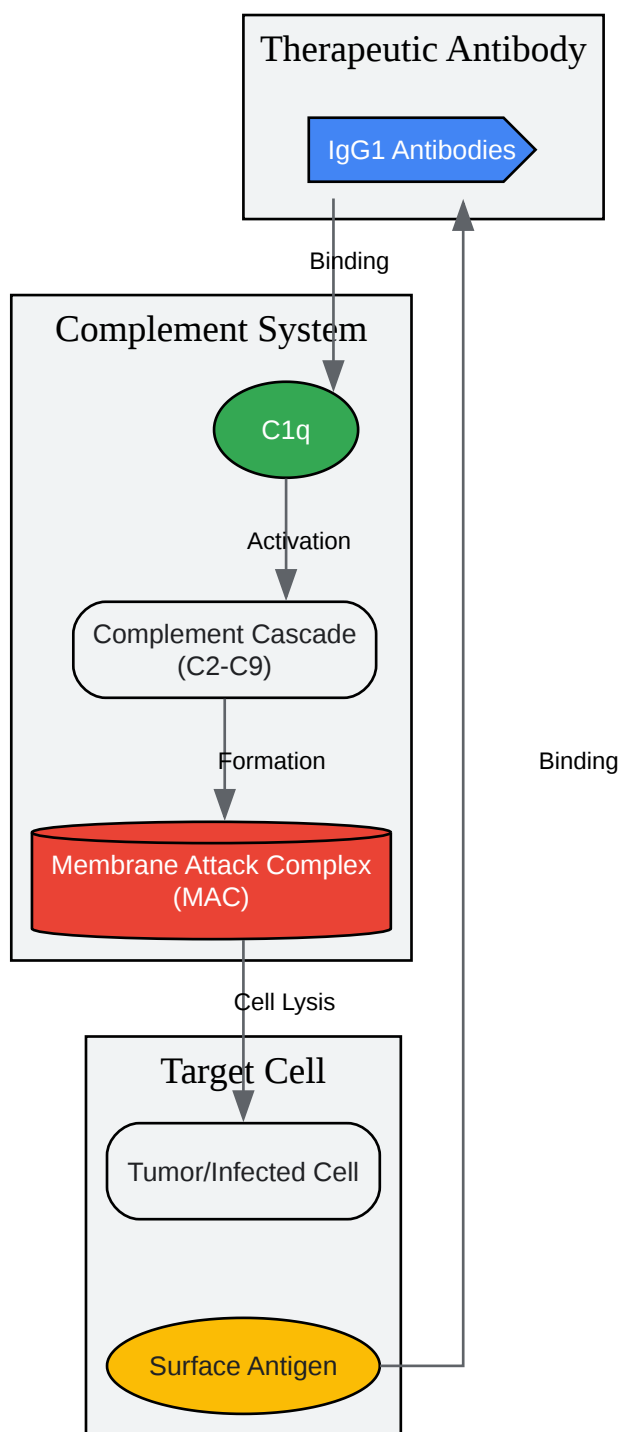 Therapeutic Antibody
IgG1 Antibodies
Binding
Complement System
C1q
Activation
Complement Cascade
(C2-C9)
Formation
Binding
Membrane Attack Complex
(MAC)
Cell Lysis
Target Cell
Tumor/Infected Cell
Surface Antigen